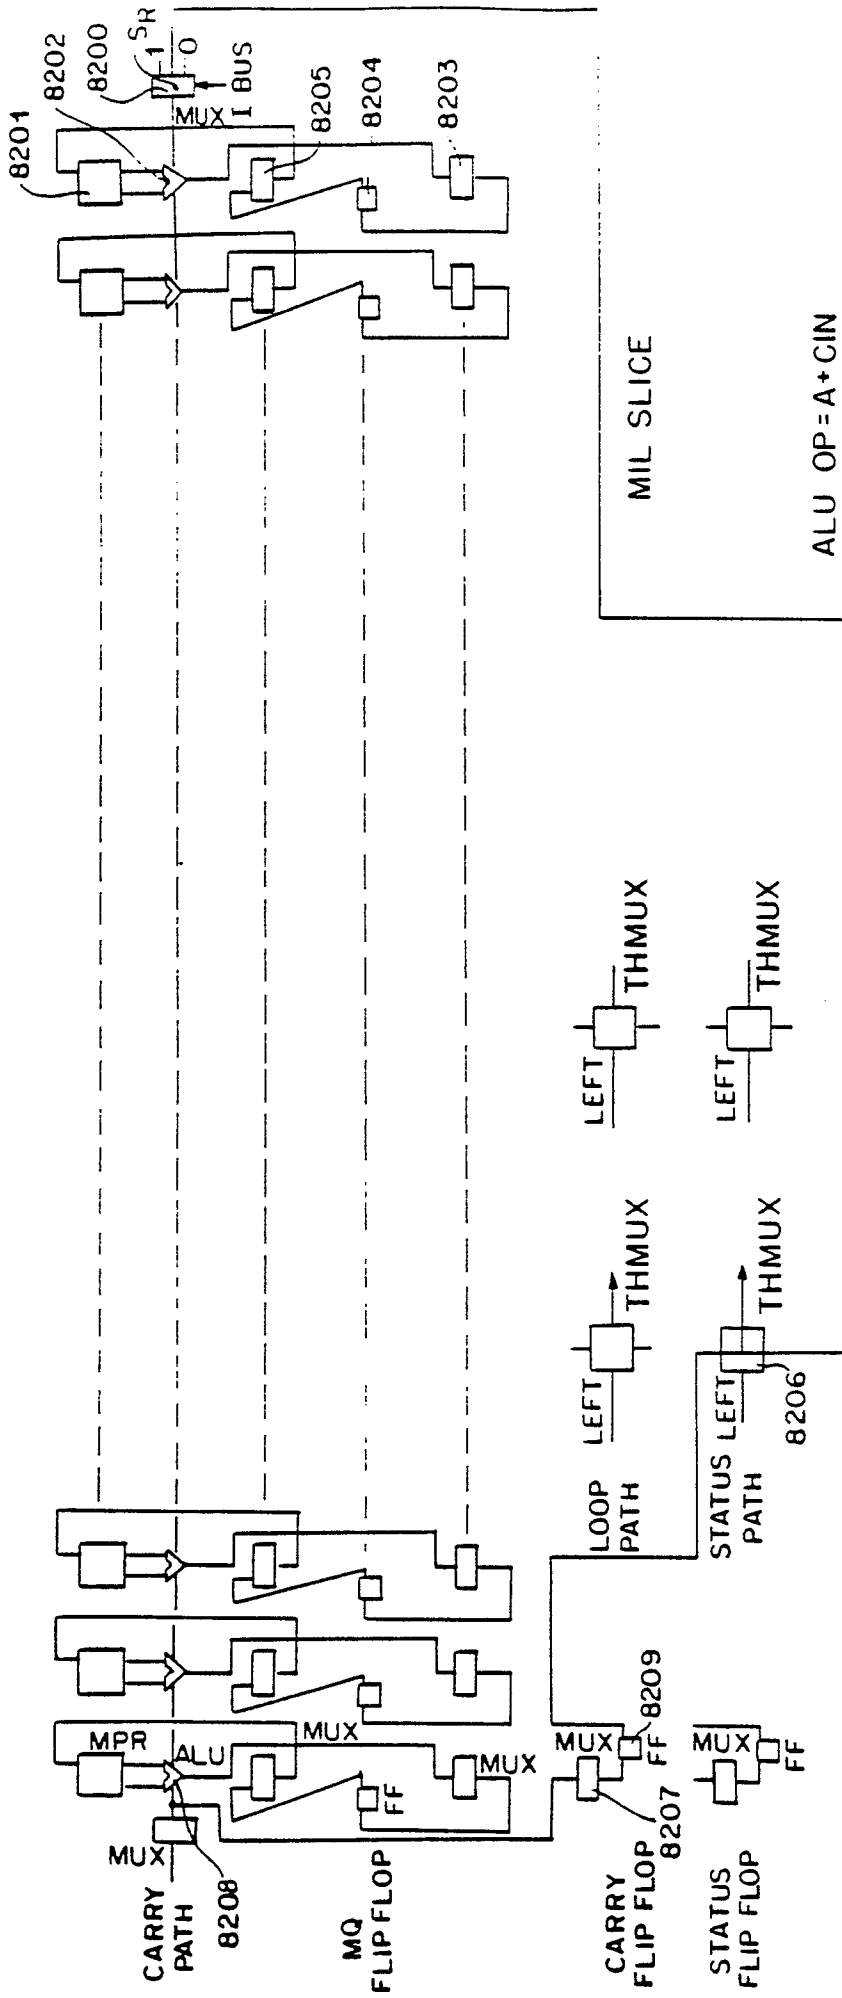 8201
8202
8200
SR
1
0
MUX
I BUS
8205
8204
8203
MIL SLICE
ALU OP = A + CIN
LEFT
THMUX
LEFT
THMUX
LEFT
THMUX
LEFT
THMUX
8206
LOOP
PATH
STATUS
PATH
MPR
ALU
MUX
MUX
FF
MUX
8208
CARRY
PATH
MQ
FLIP FLOP
MUX
8209
FF
8207
CARRY
FLIP FLOP
MUX
FF
STATUS
FLIP FLOP